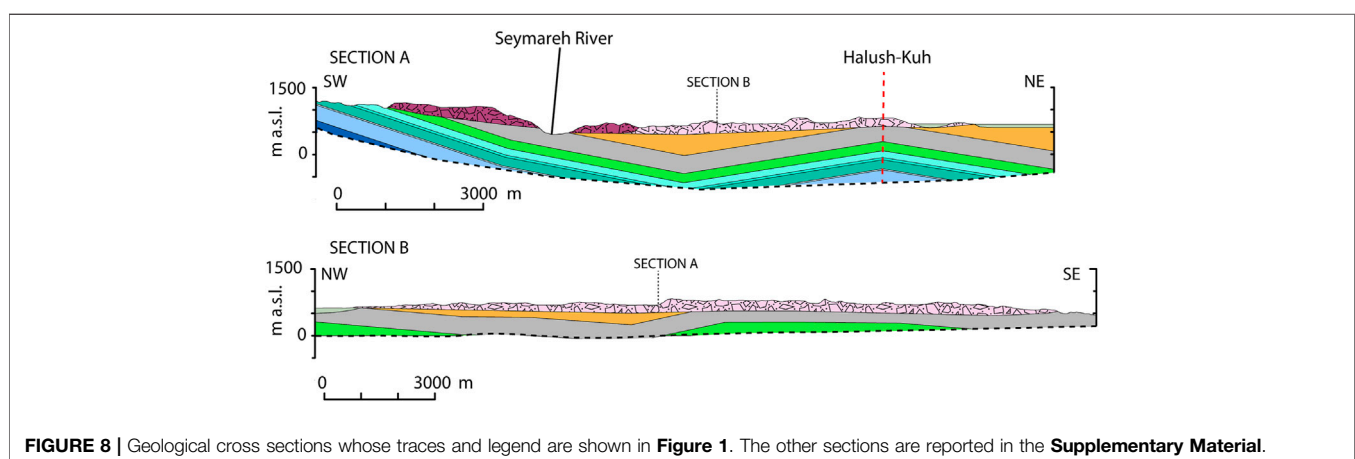 Seymareh River
SECTION A
Halush-Kuh
SW
SECTION B
NE
1500
m a.s.l.
0
0 3000 m
SECTION B
NW
SECTION A
SE
1500
m a.s.l.
0
0 3000 m
FIGURE 8 | Geological cross sections whose traces and legend are shown in Figure 1. The other sections are reported in the Supplementary Material.